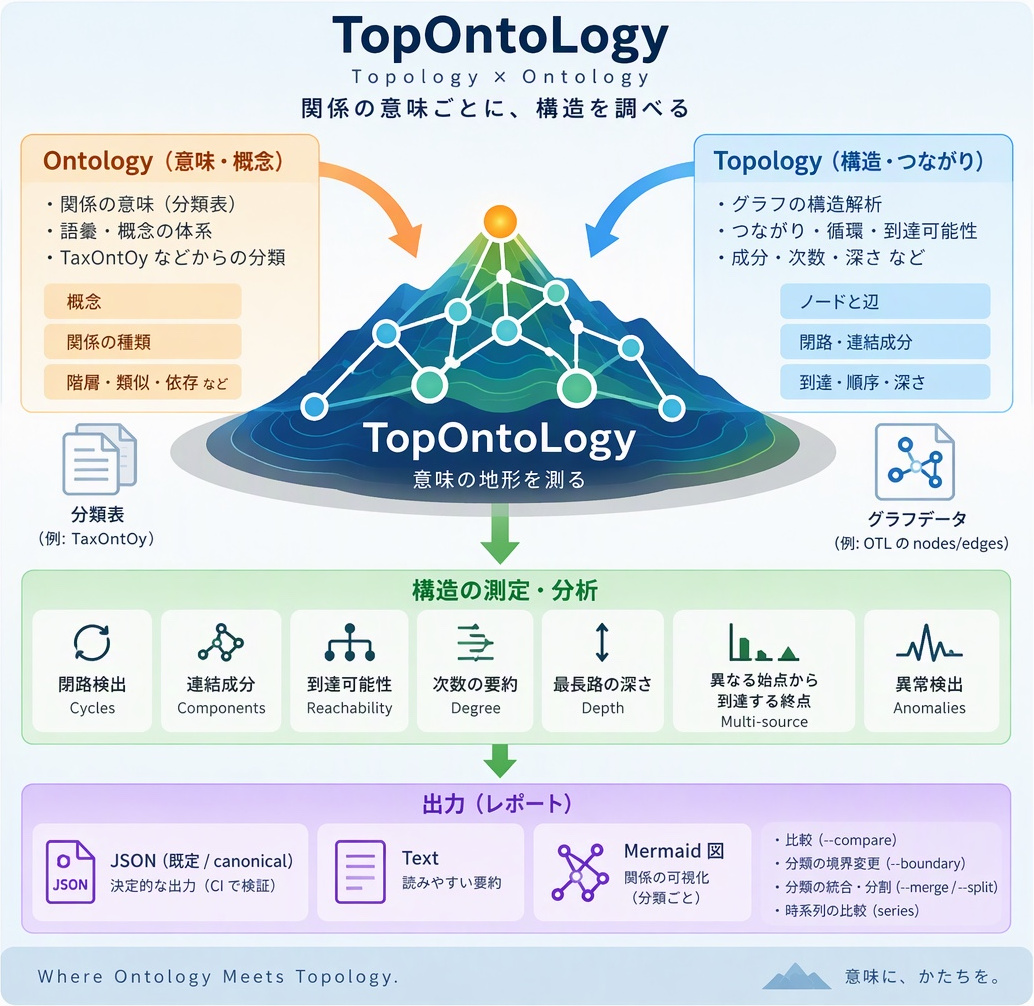 TopOntoLogy
Topology × Ontology
関係の意味ごとに、構造を調べる
Ontology（意味・概念）
・関係の意味（分類表）
・語彙・概念の体系
・TaxOntOy などからの分類
概念
関係の種類
階層・類似・依存 など
Topology（構造・つながり）
・グラフの構造解析
・つながり・循環・到達可能性
・成分・次数・深さ など
ノードと辺
閉路・連結成分
到達・順序・深さ
TopOntoLogy
意味の地形を測る
分類表
（例: TaxOntOy）
グラフデータ
（例: OTL の nodes/edges）
構造の測定・分析
閉路検出
Cycles
連結成分
Components
到達可能性
Reachability
次数の要約
Degree
最長路の深さ
Depth
異なる始点から
到達する終点
Multi-source
異常検出
Anomalies
出力（レポート）
JSON
JSON（既定 / canonical）
決定的な出力（CI で検証）
Text
読みやすい要約
Mermaid 図
関係の可視化
（分類ごと）
・比較（--compare）
・分類の境界変更（--boundary）
・分類の統合・分割（--merge / --split）
・時系列の比較（series）
Where Ontology Meets Topology.
意味に、かたちを。